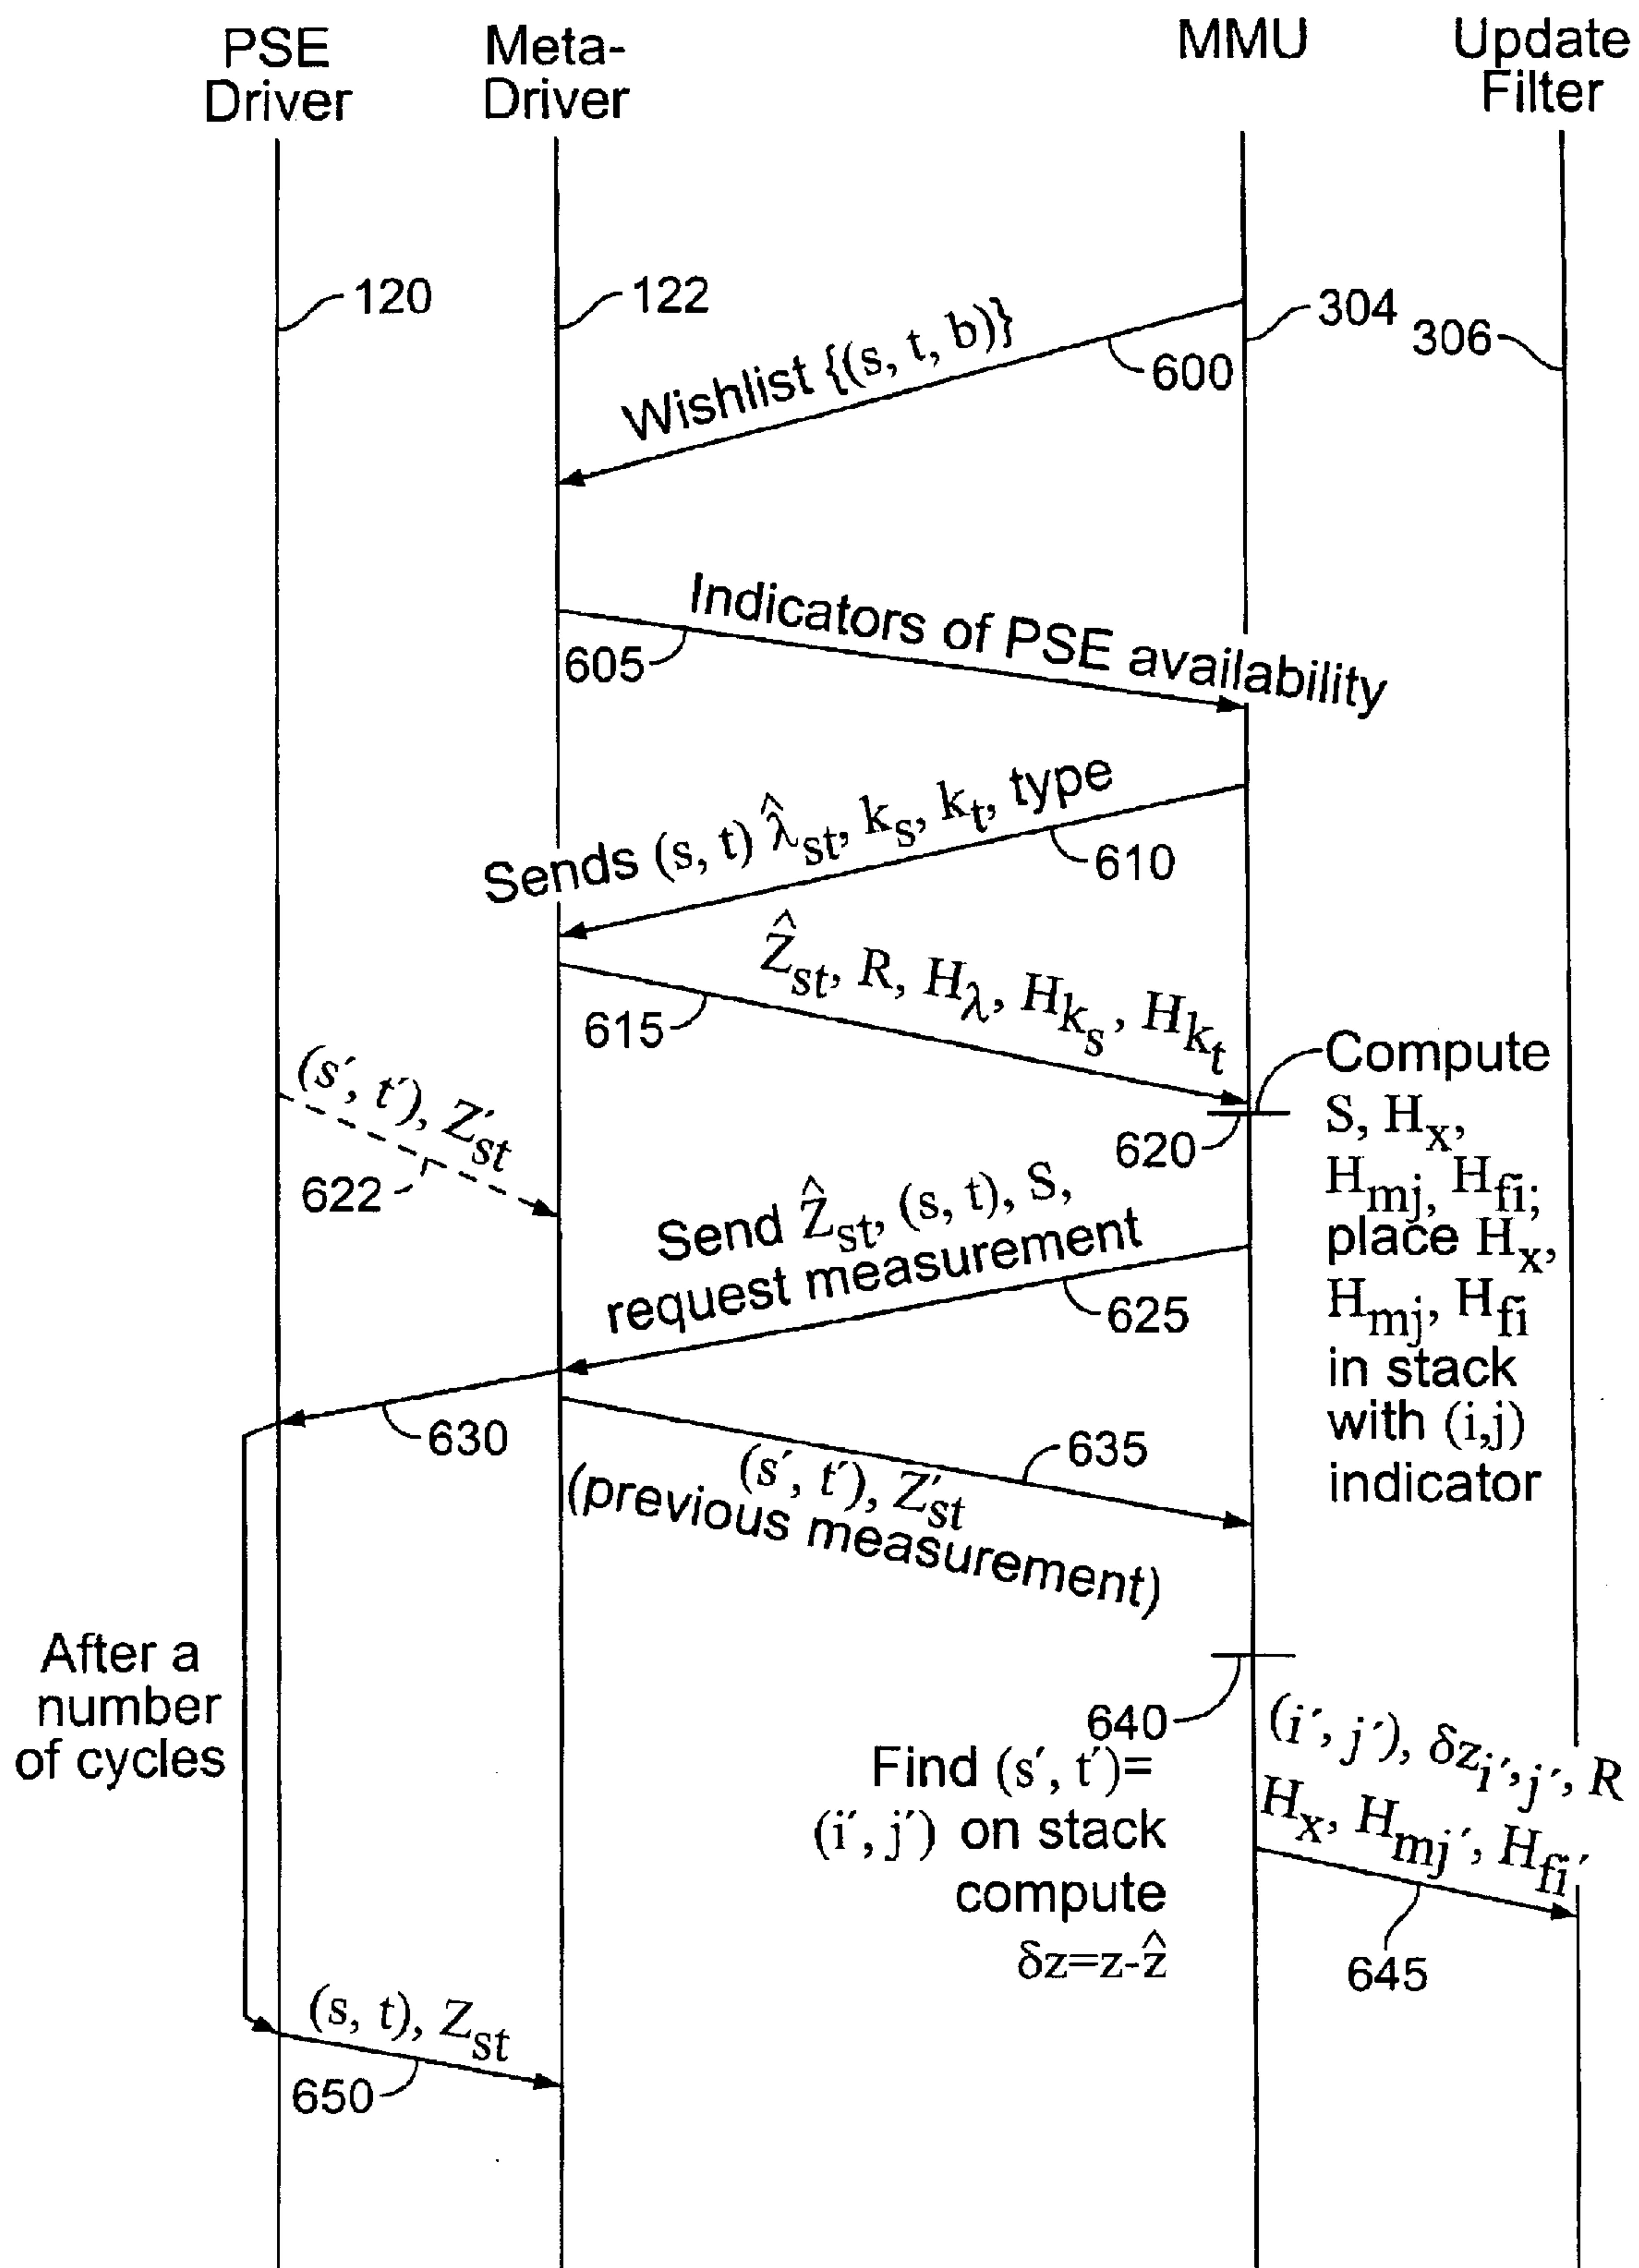 PSE
Driver
Meta-
Driver
MMU
Update
Filter
120
122
304
306
Wishlist {(s, t, b)}
600
Indicators of PSE availability
605
Sends (s, t) λ̂st, ks, kt, type
610
Ẑst, R, Hλ, Hks, Hkt
615
Compute
S, Hx,
Hmj, Hfi;
place Hx,
Hmj, Hfi
in stack
with (i,j)
indicator
620
(s′, t′), Z′st
622
Send Ẑst, (s, t), S,
request measurement
625
630
635
(s′, t′), Z′st
(previous measurement)
After a
number
of cycles
640
Find (s′, t′)=
(i′, j′) on stack
compute
δz=z-ẑ
(i′, j′), δzi′,j′, R
Hx, Hmj′, Hfi′
645
(s, t), Zst
650